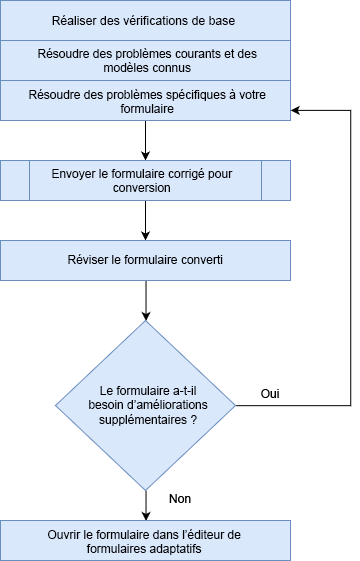 Réaliser des vérifications de base
Résoudre des problèmes courants et des
modèles connus
Résoudre des problèmes spécifiques à votre
formulaire
Envoyer le formulaire corrigé pour
conversion
Réviser le formulaire converti
Le formulaire a-t-il
besoin d’améliorations
supplémentaires ?
Oui
Non
Ouvrir le formulaire dans l’éditeur de
formulaires adaptatifs